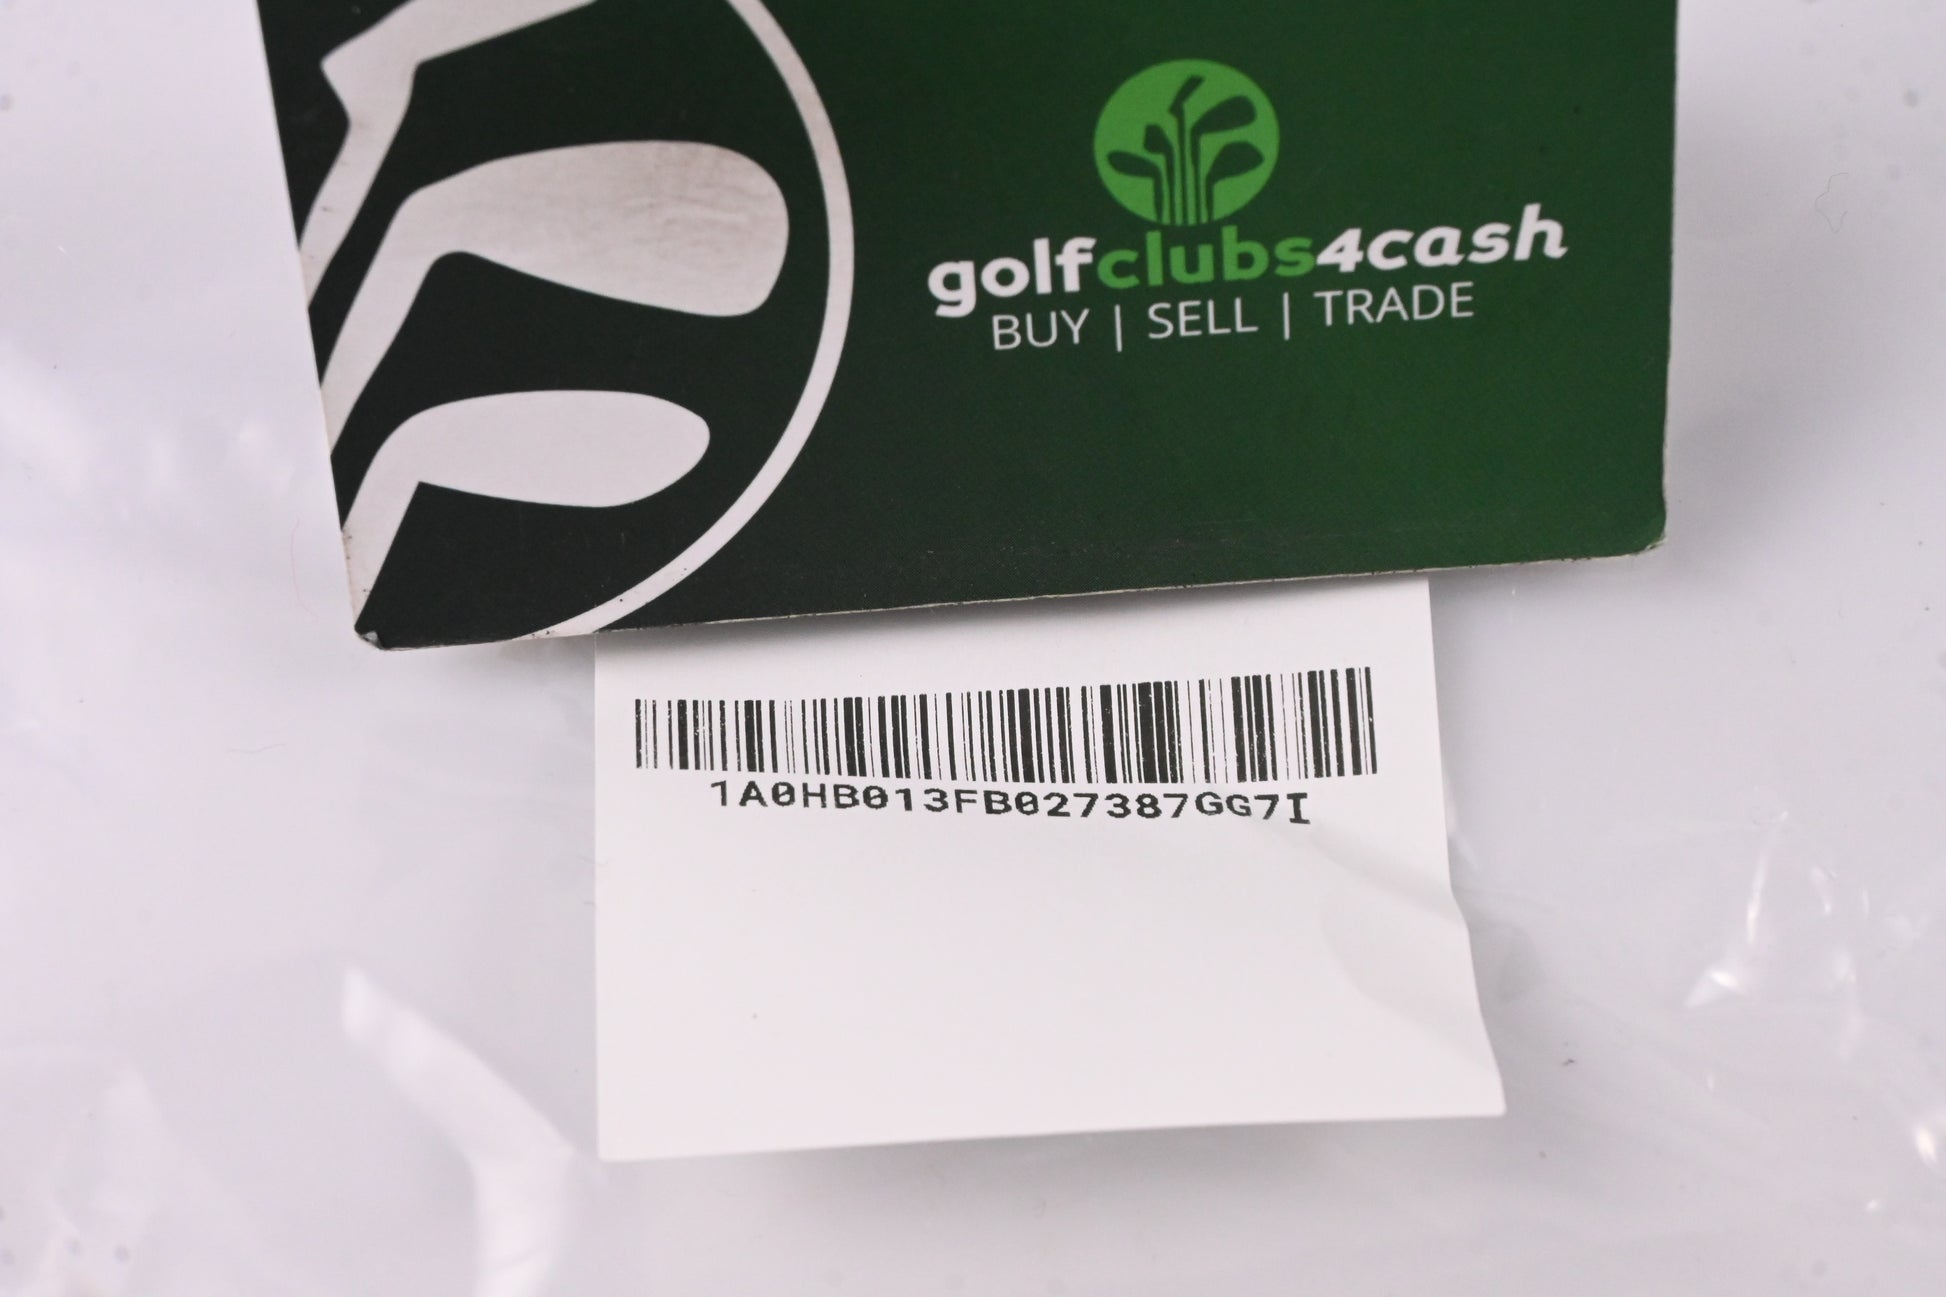 golfclubs4cash
BUY | SELL | TRADE
1A0HB013FB027387GG7I